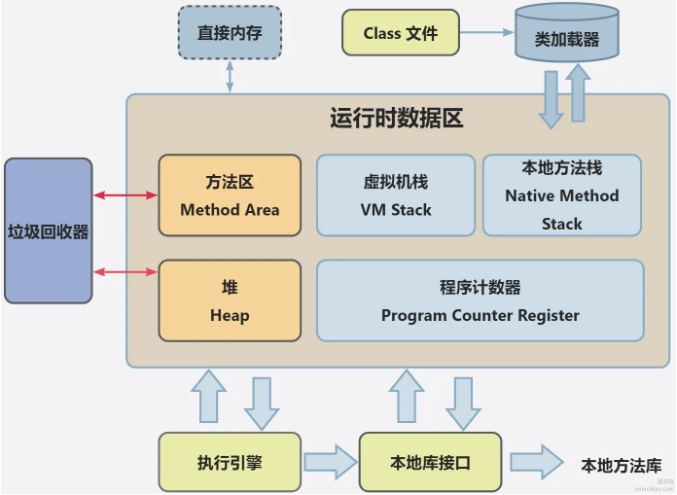 直接内存
Class 文件
类加载器
运行时数据区
垃圾回收器
方法区
Method Area
虚拟机栈
VM Stack
本地方法栈
Native Method
Stack
堆
Heap
程序计数器
Program Counter Register
执行引擎
本地库接口
本地方法库